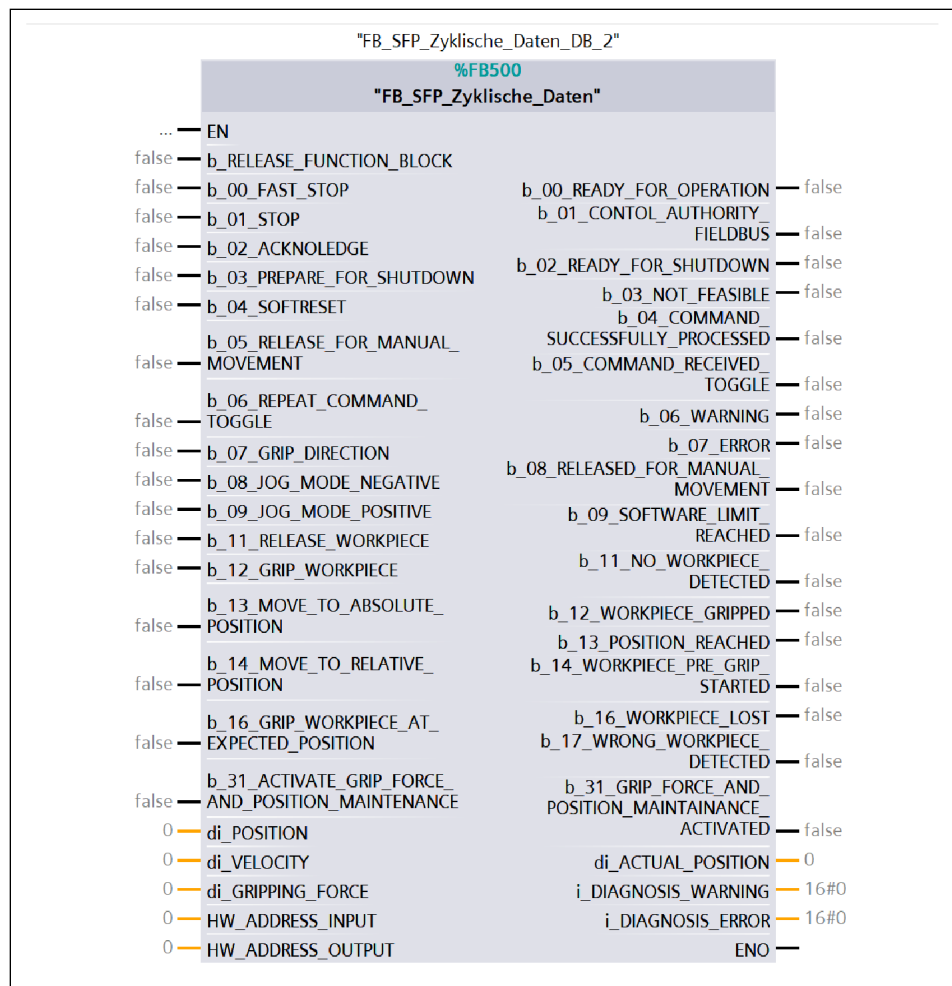 "FB_SFP_Zyklische_Daten_DB_2"
%FB500
"FB_SFP_Zyklische_Daten"
... EN
false b_RELEASE_FUNCTION_BLOCK
false b_00_FAST_STOP
false b_01_STOP
false b_02_ACKNOLEDGE
false b_03_PREPARE_FOR_SHUTDOWN
false b_04_SOFTRESET
b_05_RELEASE_FOR_MANUAL_
false MOVEMENT
b_06_REPEAT_COMMAND_
false TOGGLE
false b_07_GRIP_DIRECTION
false b_08_JOG_MODE_NEGATIVE
false b_09_JOG_MODE_POSITIVE
false b_11_RELEASE_WORKPIECE
false b_12_GRIP_WORKPIECE
b_13_MOVE_TO_ABSOLUTE_
false POSITION
b_14_MOVE_TO_RELATIVE_
false POSITION
b_16_GRIP_WORKPIECE_AT_
false EXPECTED_POSITION
b_31_ACTIVATE_GRIP_FORCE_
false AND_POSITION_MAINTENANCE
0 di_POSITION
0 di_VELOCITY
0 di_GRIPPING_FORCE
0 HW_ADDRESS_INPUT
0 HW_ADDRESS_OUTPUT
b_00_READY_FOR_OPERATION false
b_01_CONTOL_AUTHORITY_
FIELDBUS false
b_02_READY_FOR_SHUTDOWN false
b_03_NOT_FEASIBLE false
b_04_COMMAND_
SUCCESSFULLY_PROCESSED false
b_05_COMMAND_RECEIVED_
TOGGLE false
b_06_WARNING false
b_07_ERROR false
b_08_RELEASED_FOR_MANUAL_
MOVEMENT false
b_09_SOFTWARE_LIMIT_
REACHED false
b_11_NO_WORKPIECE_
DETECTED false
b_12_WORKPIECE_GRIPPED false
b_13_POSITION_REACHED false
b_14_WORKPIECE_PRE_GRIP_
STARTED false
b_16_WORKPIECE_LOST false
b_17_WRONG_WORKPIECE_
DETECTED false
b_31_GRIP_FORCE_AND_
POSITION_MAINTAINANCE_
ACTIVATED false
di_ACTUAL_POSITION 0
i_DIAGNOSIS_WARNING 16#0
i_DIAGNOSIS_ERROR 16#0
ENO